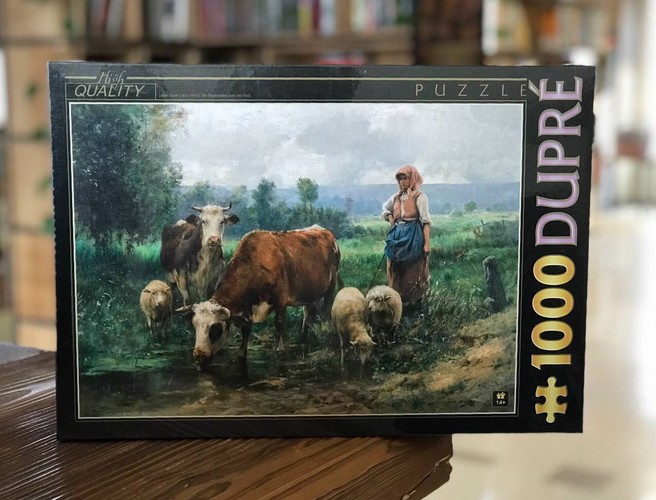 High
QUALITY
PUZZLE
1000 DUPRÉ
14+